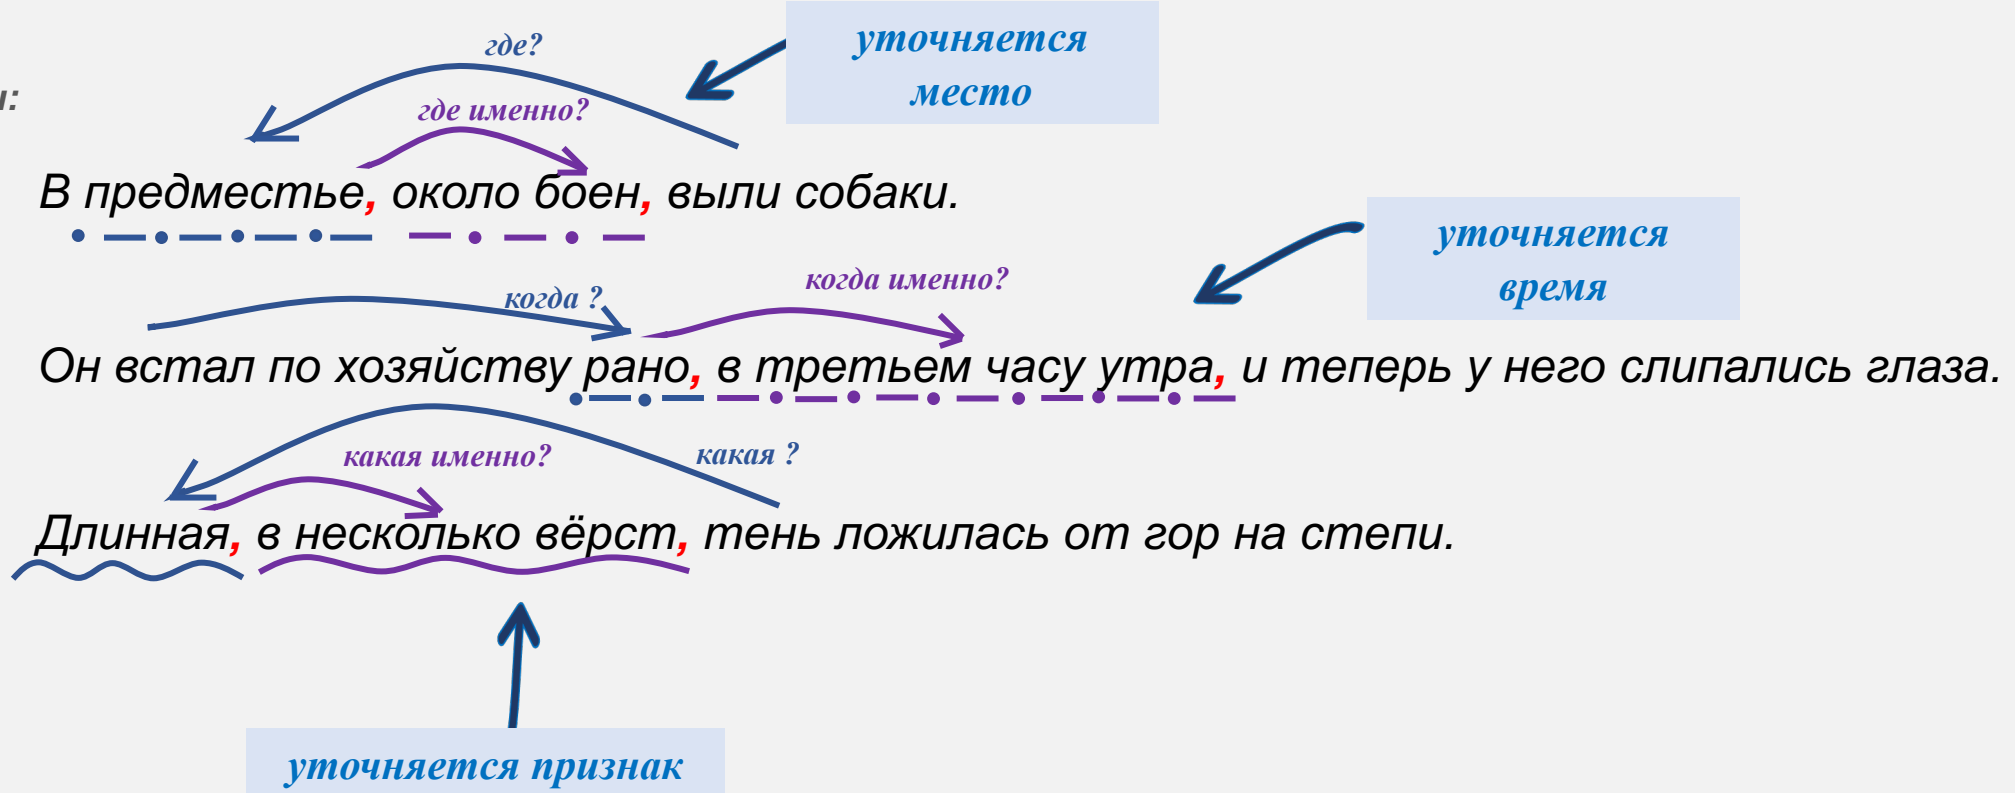 уточняется
место
где?
где именно?
В предместье, около боен, выли собаки.
уточняется
время
когда именно?
когда ?
Он встал по хозяйству рано, в третьем часу утра, и теперь у него слипались глаза.
какая именно?
какая ?
Длинная, в несколько вёрст, тень ложилась от гор на степи.
уточняется признак